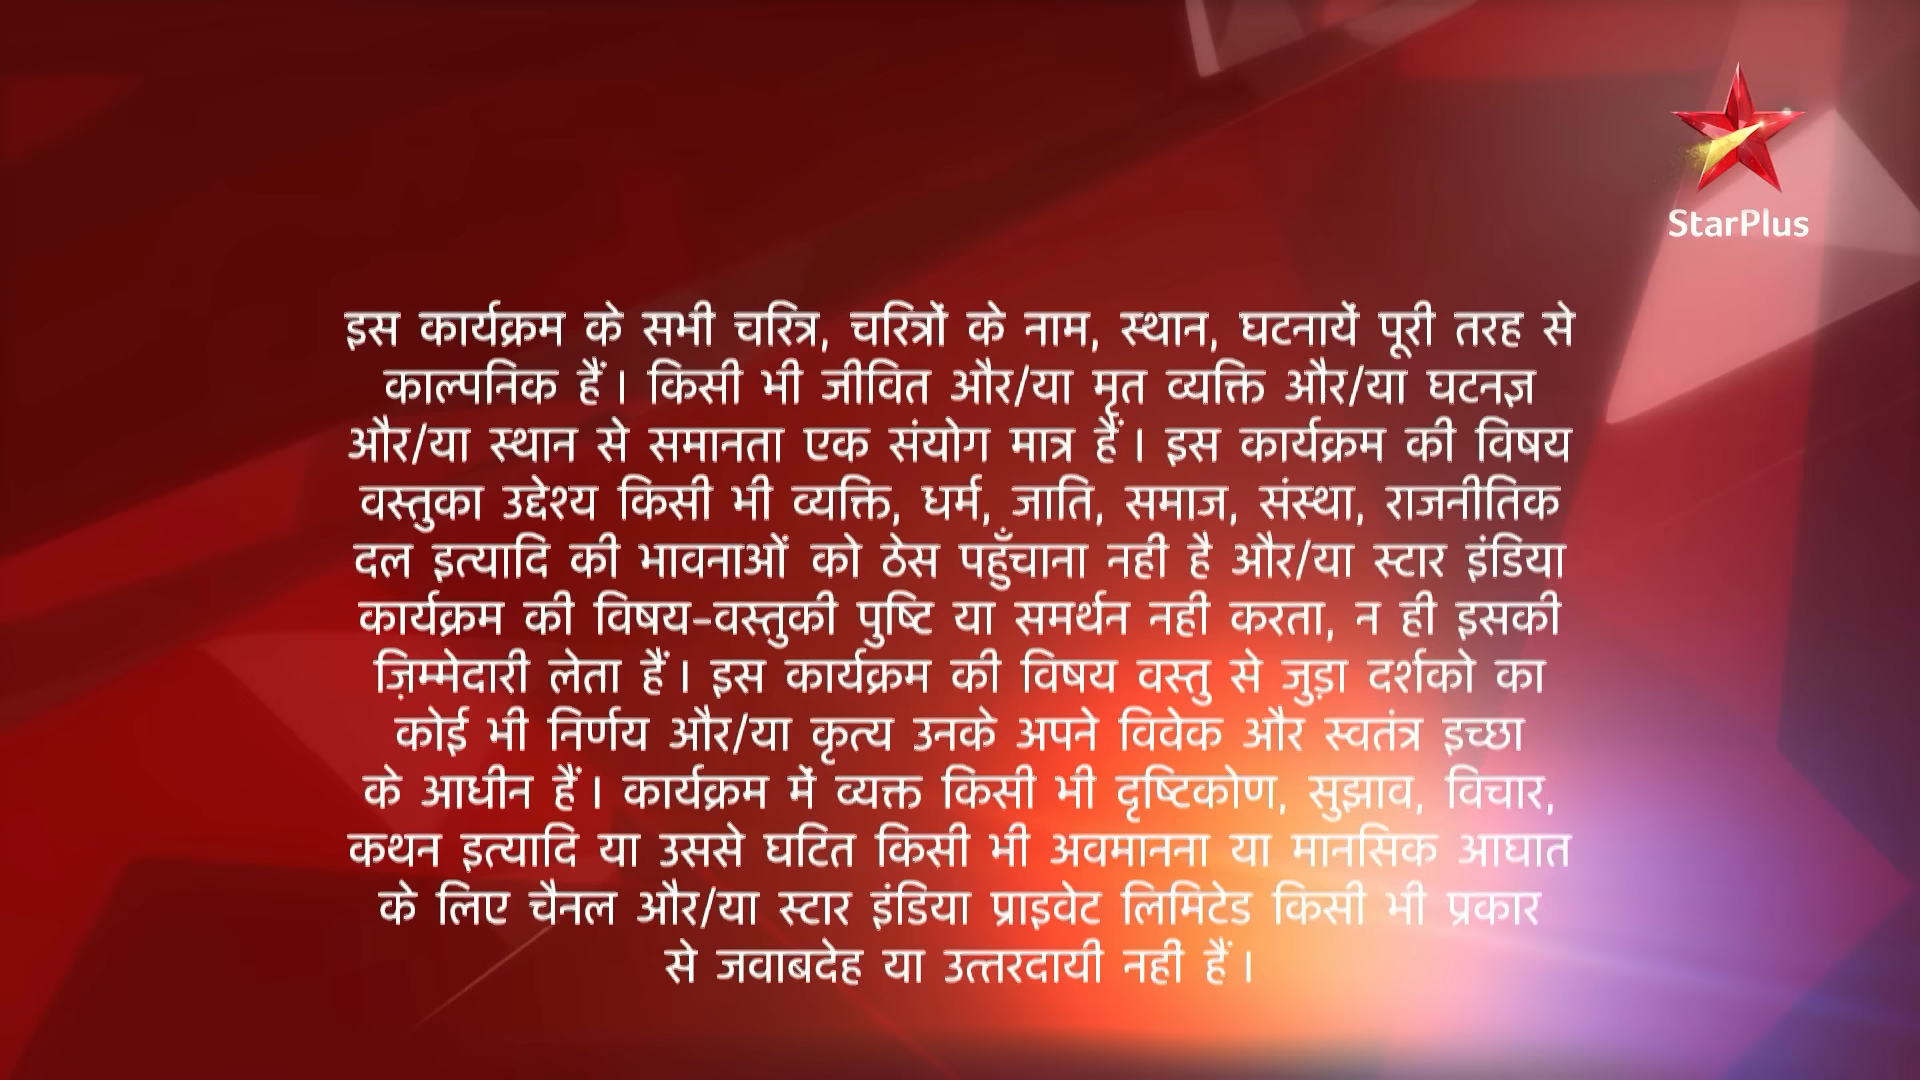 StarPlus
इस कार्यक्रम के सभी चरित्र, चरित्रों के नाम, स्थान, घटनायें पूरी तरह से
काल्पनिक हैं। किसी भी जीवित और/या मृत व्यक्ति और/या घटनज्ञ
और/या स्थान से समानता एक संयोग मात्र हैं। इस कार्यक्रम की विषय
वस्तुका उद्देश्य किसी भी व्यक्ति, धर्म, जाति, समाज, संस्था, राजनीतिक
दल इत्यादि की भावनाओं को ठेस पहुँचाना नही है और/या स्टार इंडिया
कार्यक्रम की विषय-वस्तुकी पुष्टि या समर्थन नही करता, न ही इसकी
ज़िम्मेदारी लेता हैं। इस कार्यक्रम की विषय वस्तु से जुड़ा दर्शको का
कोई भी निर्णय और/या कृत्य उनके अपने विवेक और स्वतंत्र इच्छा
के आधीन हैं। कार्यक्रम में व्यक्त किसी भी दृष्टिकोण, सुझाव, विचार,
कथन इत्यादि या उससे घटित किसी भी अवमानना या मानसिक आघात
के लिए चैनल और/या स्टार इंडिया प्राइवेट लिमिटेड किसी भी प्रकार
से जवाबदेह या उत्तरदायी नही हैं।